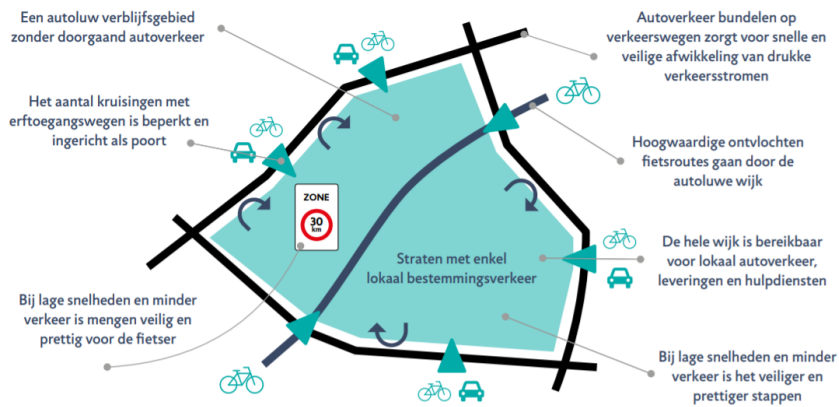 Een autoluw verblijfsgebied
zonder doorgaand autoverkeer
Autoverkeer bundelen op
verkeerswegen zorgt voor snelle en
veilige afwikkeling van drukke
verkeersstromen
Het aantal kruisingen met
erftoegangswegen is beperkt en
ingericht als poort
Hoogwaardige ontvlochten
fietsroutes gaan door de
autoluwe wijk
ZONE
30
km
Straten met enkel
lokaal bestemmingsverkeer
De hele wijk is bereikbaar
voor lokaal autoverkeer,
leveringen en hulpdiensten
Bij lage snelheden en minder
verkeer is mengen veilig en
prettig voor de fietser
Bij lage snelheden en minder
verkeer is het veiliger en
prettiger stappen